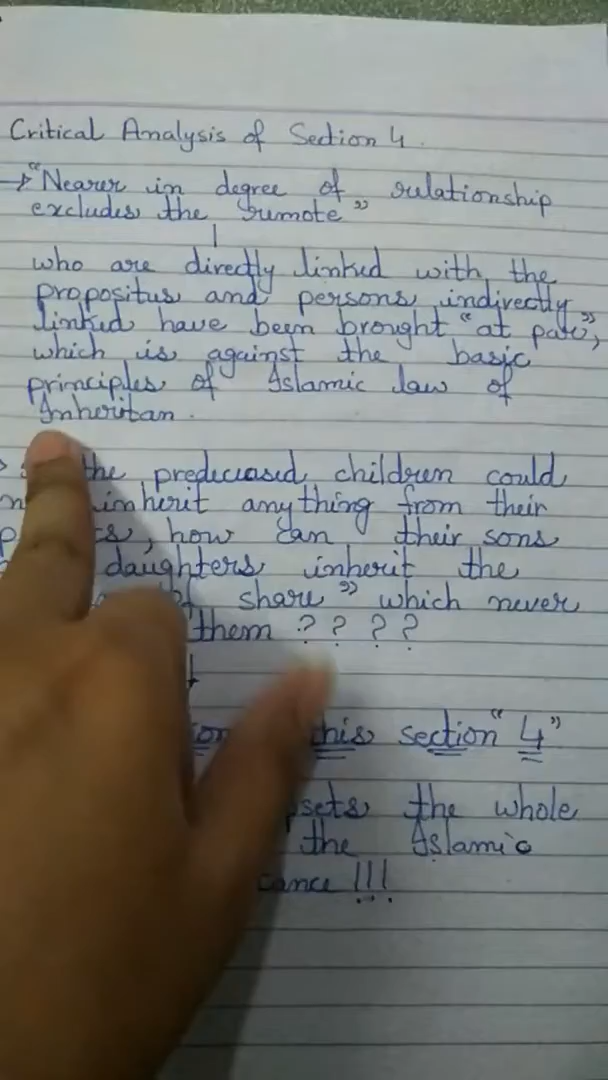 Critical Analysis of Section 4.
→ "Nearer in degree of relationship
excludes the remote"
who are directly linked with the
propositus and persons indirectly
linked have been brought "at par",
which is against the basic
principles of Islamic law of
Inheritan.
the predeceased children could
inherit anything from their
how can their sons
daughters inherit the
share" which never
them ? ? ? ?
this section "4"
the whole
the Islamic
!!!